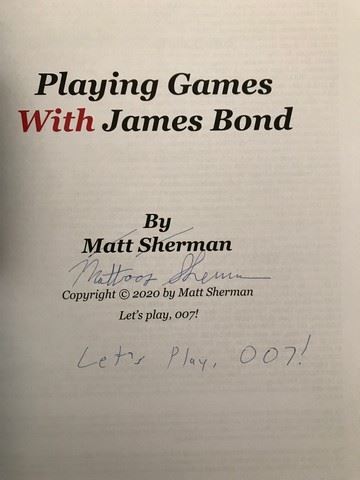 Playing Games
With James Bond
By
Matt Sherman
Sherman
Copyright © 2020 by Matt Sherman
Let's play, 007!
Let's Play, 007!